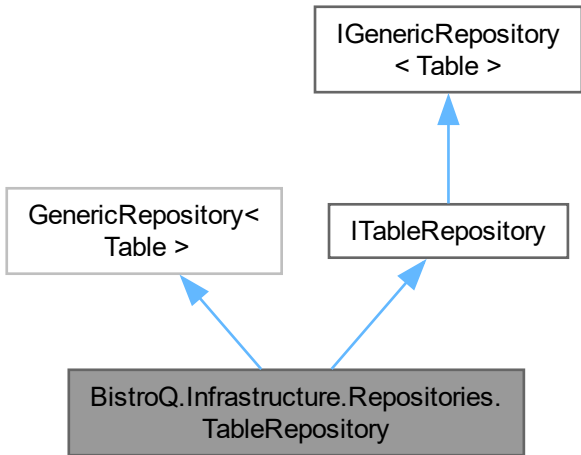 IGenericRepository
< Table >
GenericRepository<
Table >
ITableRepository
BistroQ.Infrastructure.Repositories.
TableRepository